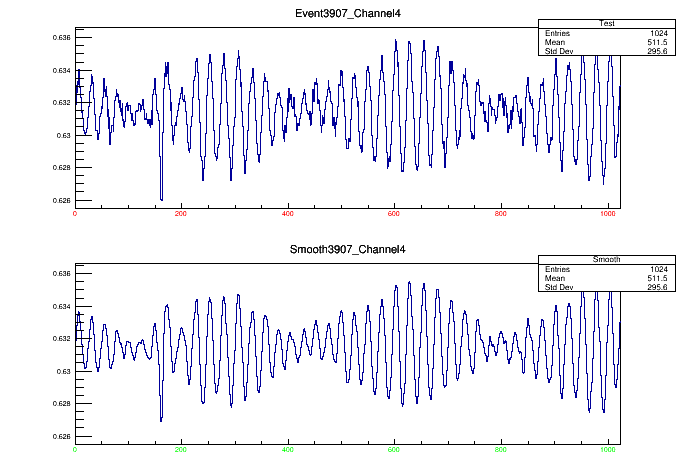 Event3907_Channel4
Test
Entries 1024
Mean 511.5
Std Dev 295.6
0.636
0.634
0.632
0.63
0.628
0.626
0 200 400 600 800 1000
Smooth3907_Channel4
Smooth
Entries 1024
Mean 511.5
Std Dev 295.6
0.636
0.634
0.632
0.63
0.628
0.626
0 200 400 600 800 1000